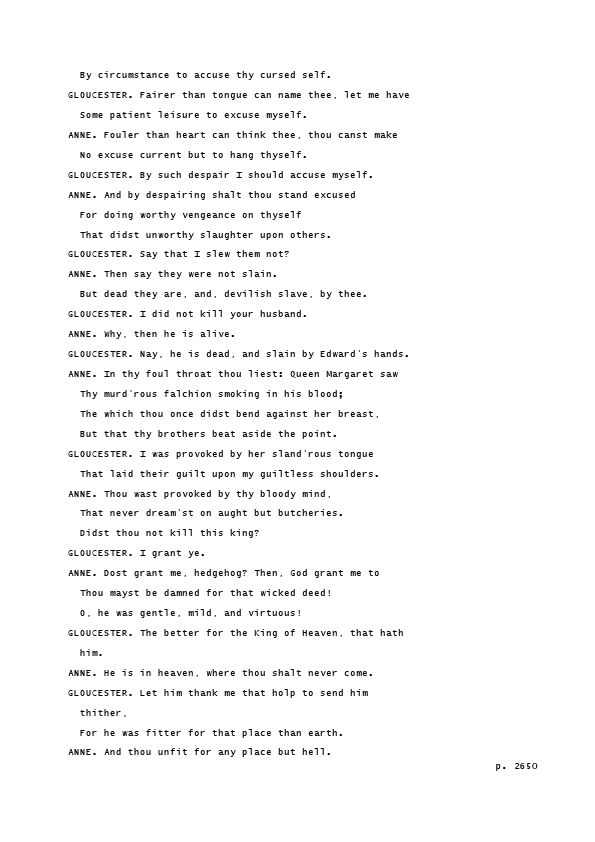 By circumstance to accuse thy cursed self.
GLOUCESTER. Fairer than tongue can name thee, let me have
Some patient leisure to excuse myself.
ANNE. Fouler than heart can think thee, thou canst make
No excuse current but to hang thyself.
GLOUCESTER. By such despair I should accuse myself.
ANNE. And by despairing shalt thou stand excused
For doing worthy vengeance on thyself
That didst unworthy slaughter upon others.
GLOUCESTER. Say that I slew them not?
ANNE. Then say they were not slain.
But dead they are, and, devilish slave, by thee.
GLOUCESTER. I did not kill your husband.
ANNE. Why, then he is alive.
GLOUCESTER. Nay, he is dead, and slain by Edward's hands.
ANNE. In thy foul throat thou liest: Queen Margaret saw
Thy murd'rous falchion smoking in his blood;
The which thou once didst bend against her breast,
But that thy brothers beat aside the point.
GLOUCESTER. I was provoked by her sland'rous tongue
That laid their guilt upon my guiltless shoulders.
ANNE. Thou wast provoked by thy bloody mind,
That never dream'st on aught but butcheries.
Didst thou not kill this king?
GLOUCESTER. I grant ye.
ANNE. Dost grant me, hedgehog? Then, God grant me to
Thou mayst be damned for that wicked deed!
O, he was gentle, mild, and virtuous!
GLOUCESTER. The better for the King of Heaven, that hath
him.
ANNE. He is in heaven, where thou shalt never come.
GLOUCESTER. Let him thank me that holp to send him
thither,
For he was fitter for that place than earth.
ANNE. And thou unfit for any place but hell.
p. 2650